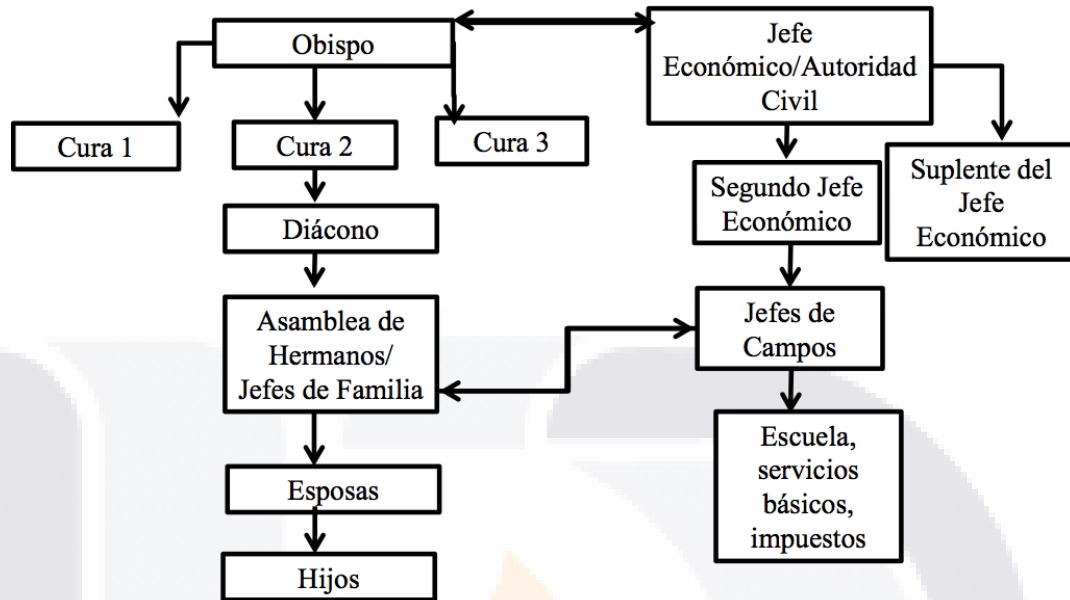 Obispo
Jefe
Económico/Autoridad
Civil
Cura 1
Cura 2
Cura 3
Segundo Jefe
Económico
Suplente del
Jefe
Económico
Diácono
Asamblea de
Hermanos/
Jefes de Familia
Jefes de
Campos
Esposas
Escuela,
servicios
básicos,
impuestos
Hijos